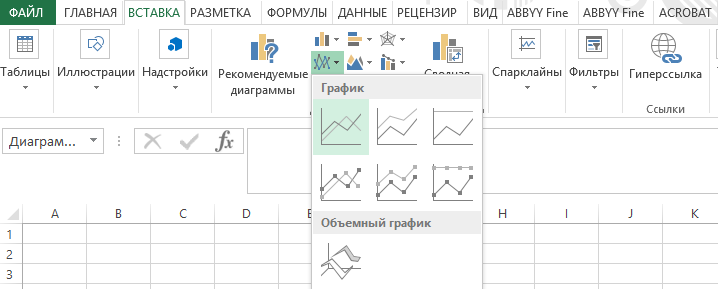 ФАЙЛ ГЛАВНАЯ ВСТАВКА РАЗМЕТКА ФОРМУЛЫ ДАННЫЕ РЕЦЕНЗИР ВИД ABBYY Fine ABBYY Fine ACROBAT
Таблицы Иллюстрации Надстройки Рекомендуемые диаграммы Спарклайны Фильтры Гиперссылка
Ссылки
График
Диаграм... fx
Объемный график
A B C D H I J K
1
2
3